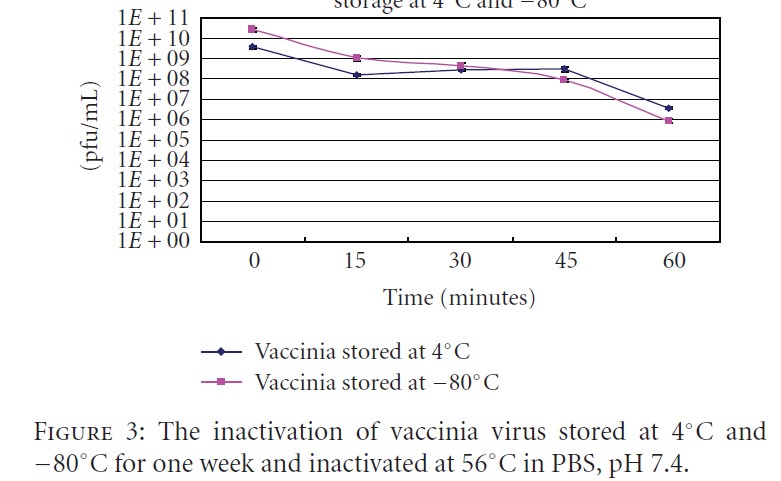 storage at 4°C and −80°C
1E + 11
1E + 10
1E + 09
1E + 08
1E + 07
1E + 06
1E + 05
1E + 04
1E + 03
1E + 02
1E + 01
1E + 00
(pfu/mL)
0 15 30 45 60
Time (minutes)
Vaccinia stored at 4°C
Vaccinia stored at −80°C
FIGURE 3: The inactivation of vaccinia virus stored at 4°C and
−80°C for one week and inactivated at 56°C in PBS, pH 7.4.